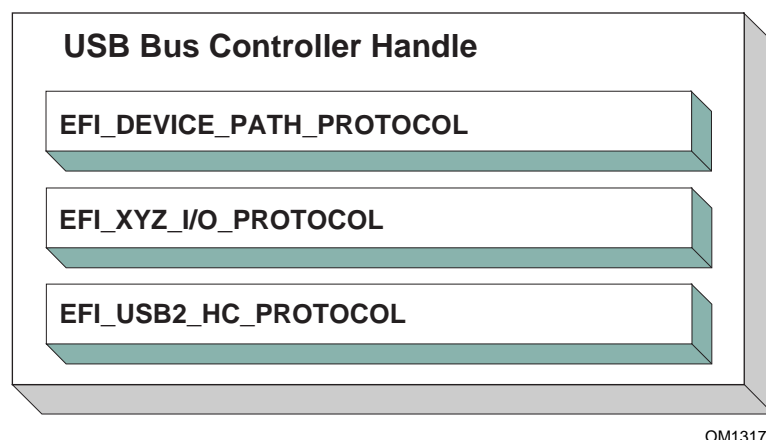 USB Bus Controller Handle
EFI_DEVICE_PATH_PROTOCOL
EFI_XYZ_I/O_PROTOCOL
EFI_USB2_HC_PROTOCOL
OM1317